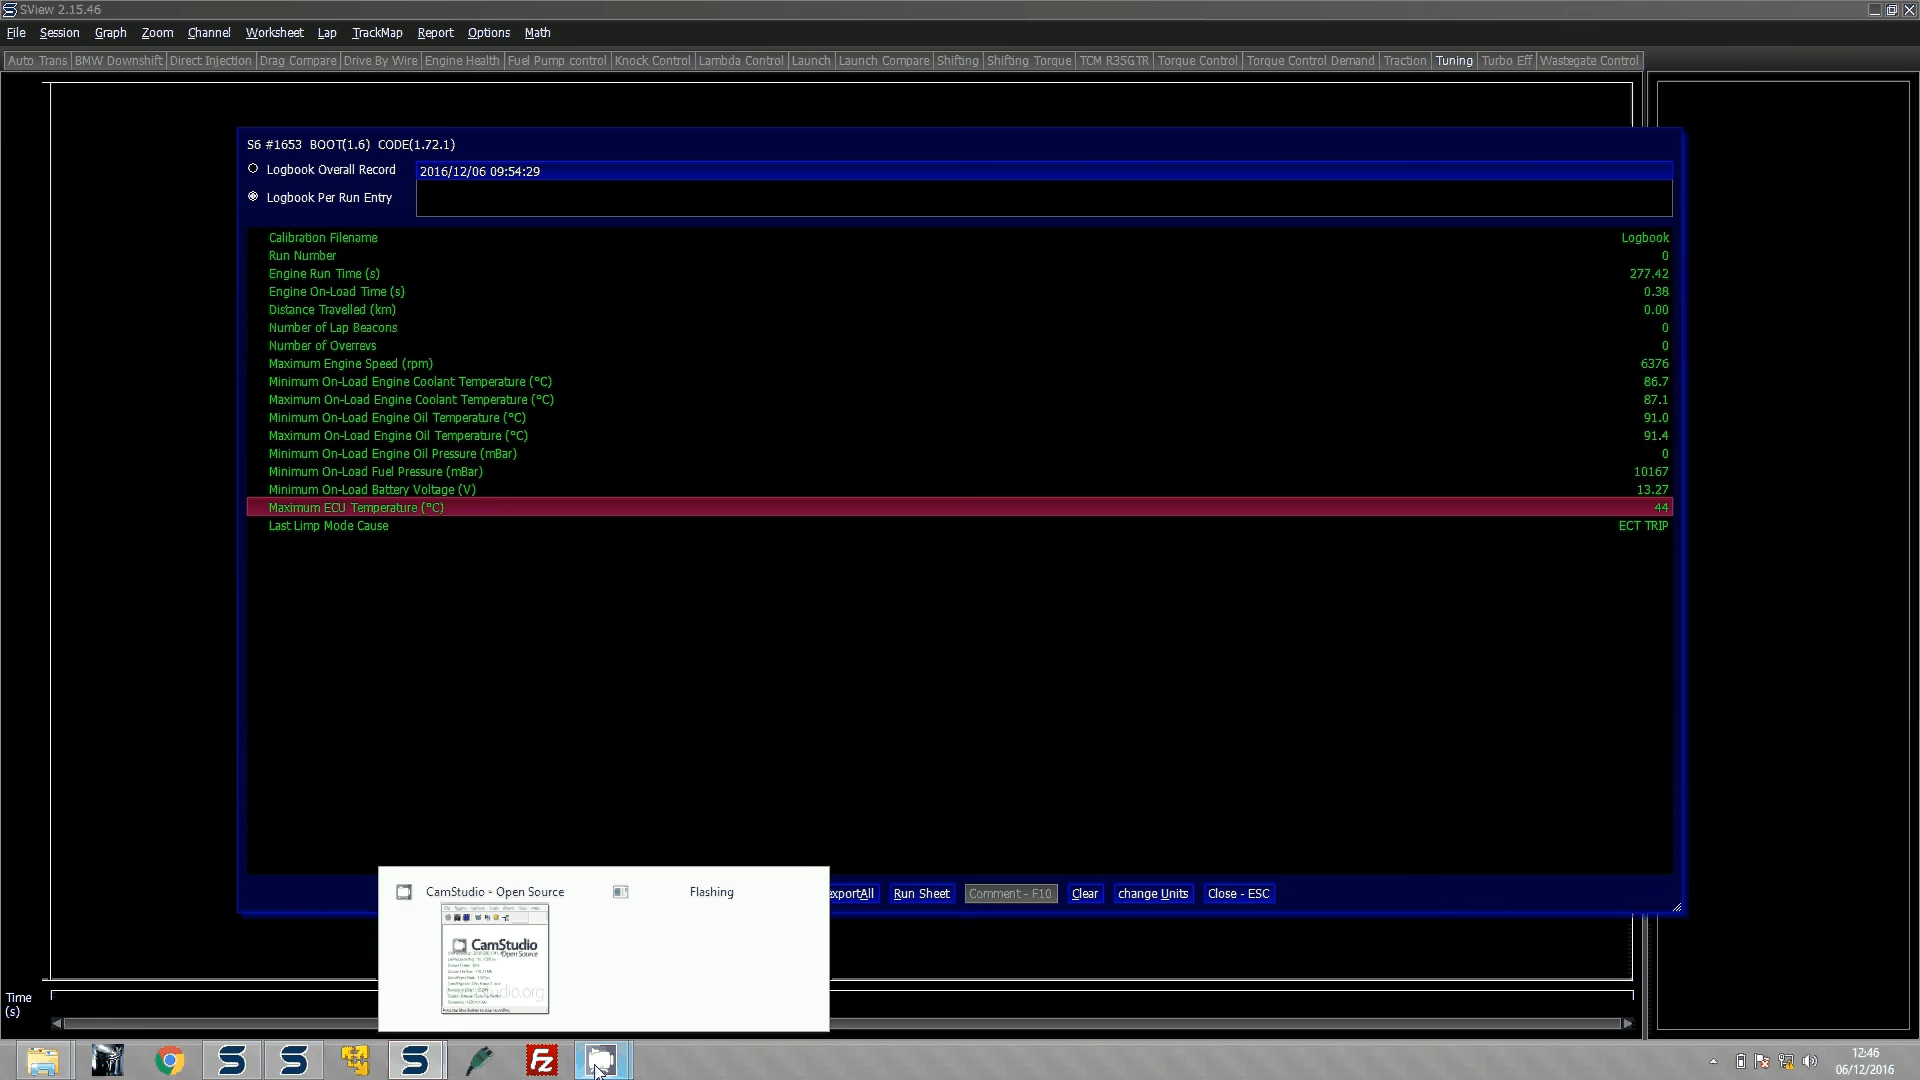 SView 2.15.46
File Session Graph Zoom Channel Worksheet Lap TrackMap Report Options Math
Auto Trans BMW Downshift Direct Injection Drag Compare Drive By Wire Engine Health Fuel Pump control Knock Control Lambda Control Launch Launch Compare Shifting Shifting Torque TCM R35GTR Torque Control Torque Control Demand Traction Tuning Turbo Eff Wastegate Control
S6 #1653 BOOT(1.6) CODE(1.72.1)
Logbook Overall Record 2016/12/06 09:54:29
Logbook Per Run Entry
Calibration Filename Logbook
Run Number 0
Engine Run Time (s) 277.42
Engine On-Load Time (s) 0.38
Distance Travelled (km) 0.00
Number of Lap Beacons 0
Number of Overrevs 0
Maximum Engine Speed (rpm) 6376
Minimum On-Load Engine Coolant Temperature (°C) 86.7
Maximum On-Load Engine Coolant Temperature (°C) 87.1
Minimum On-Load Engine Oil Temperature (°C) 91.0
Maximum On-Load Engine Oil Temperature (°C) 91.4
Minimum On-Load Engine Oil Pressure (mBar) 0
Minimum On-Load Fuel Pressure (mBar) 10167
Minimum On-Load Battery Voltage (V) 13.27
Maximum ECU Temperature (°C) 44
Last Limp Mode Cause ECT TRIP
CamStudio - Open Source Flashing
exportAll Run Sheet Comment - F10 Clear change Units Close - ESC
CamStudio
Open Source
Time
(s)
12:46
06/12/2016